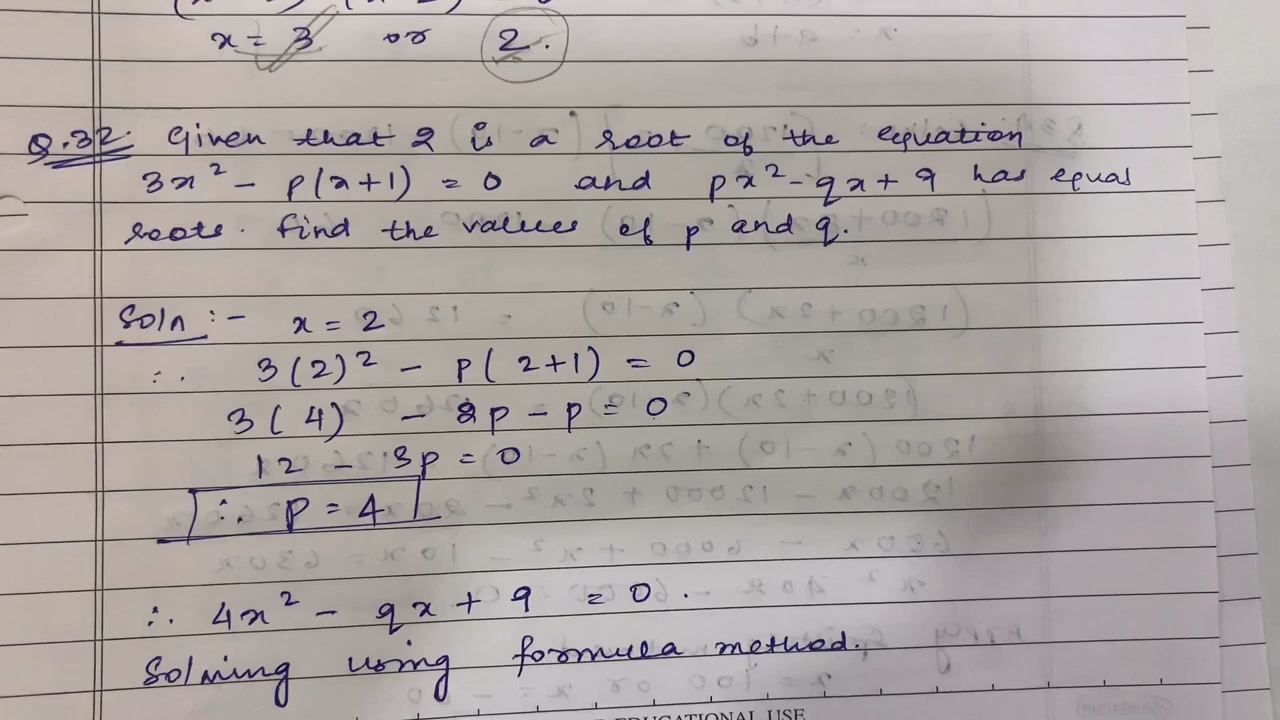 x = 3 or 2.
Q.32. Given that 2 is a root of the equation
3x² - p(x+1) = 0 and px² - qx + 9 has equal
roots. find the values of p and q.
Soln :- x = 2
∴ 3(2)² - p(2+1) = 0
3(4) - 2p - p = 0
12 - 3p = 0
∴ p = 4
∴ 4x² - qx + 9 = 0.
Solving using formula method.
EDUCATIONAL USE